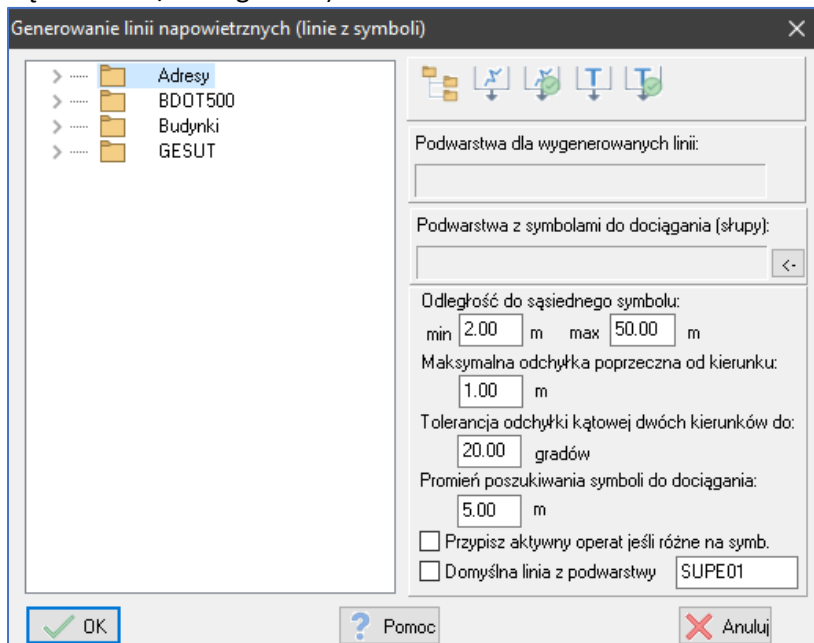 Generowanie linii napowietrznych (linie z symboli)
Adresy
BDOT500
Budynki
GESUT
Podwarstwa dla wygenerowanych linii:
Podwarstwa z symbolami do dociągania (słupy):
<-
Odległość do sąsiednego symbolu:
min 2.00 m max 50.00 m
Maksymalna odchyłka poprzeczna od kierunku:
1.00 m
Tolerancja odchyłki kątowej dwóch kierunków do:
20.00 gradów
Promień poszukiwania symboli do dociągania:
5.00 m
Przypisz aktywny operat jeśli różne na symb.
Domyślna linia z podwarstwy SUPE01
OK
? Pomoc
Anuluj